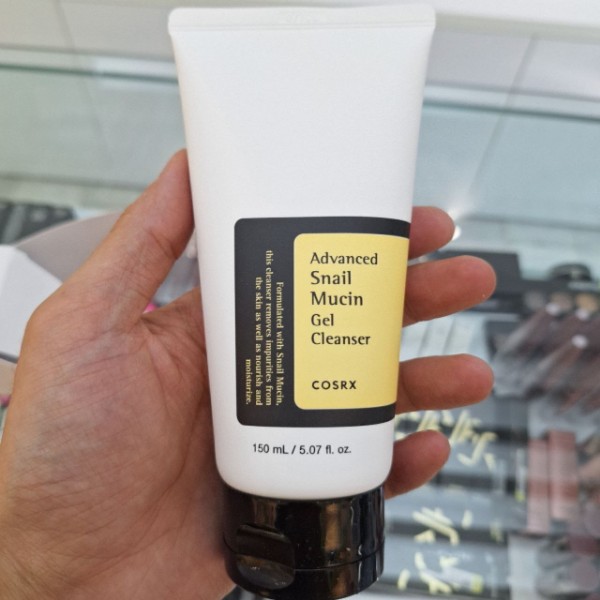 Advanced
Snail
Mucin
Gel
Cleanser
COSRX
Formulated with Snail Mucin,
this cleanser removes impurities from
the skin as well as nourish and
moisturize.
150 mL / 5.07 fl. oz.